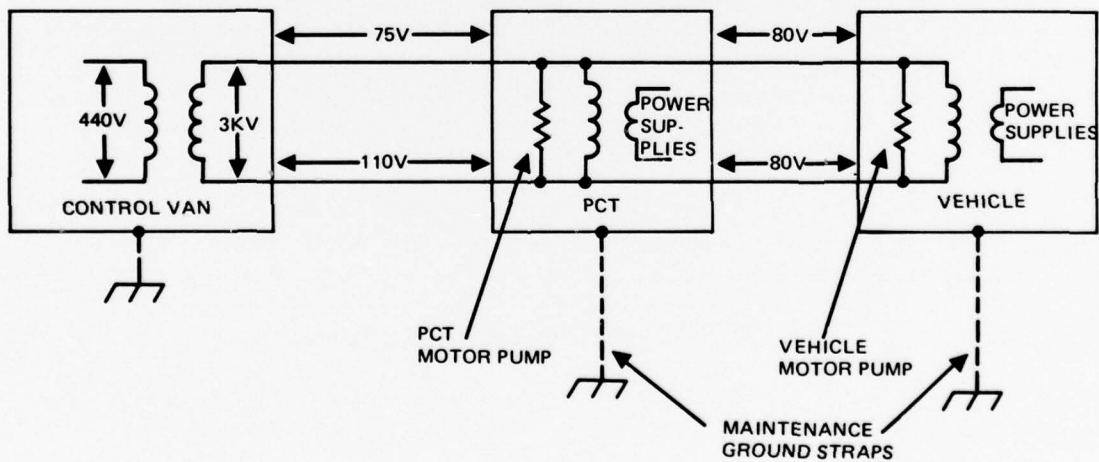 75V
80V
440V
3KV
POWER
SUP-
PLIES
POWER
SUPPLIES
110V
80V
CONTROL VAN
PCT
VEHICLE
PCT
MOTOR PUMP
VEHICLE
MOTOR PUMP
MAINTENANCE
GROUND STRAPS